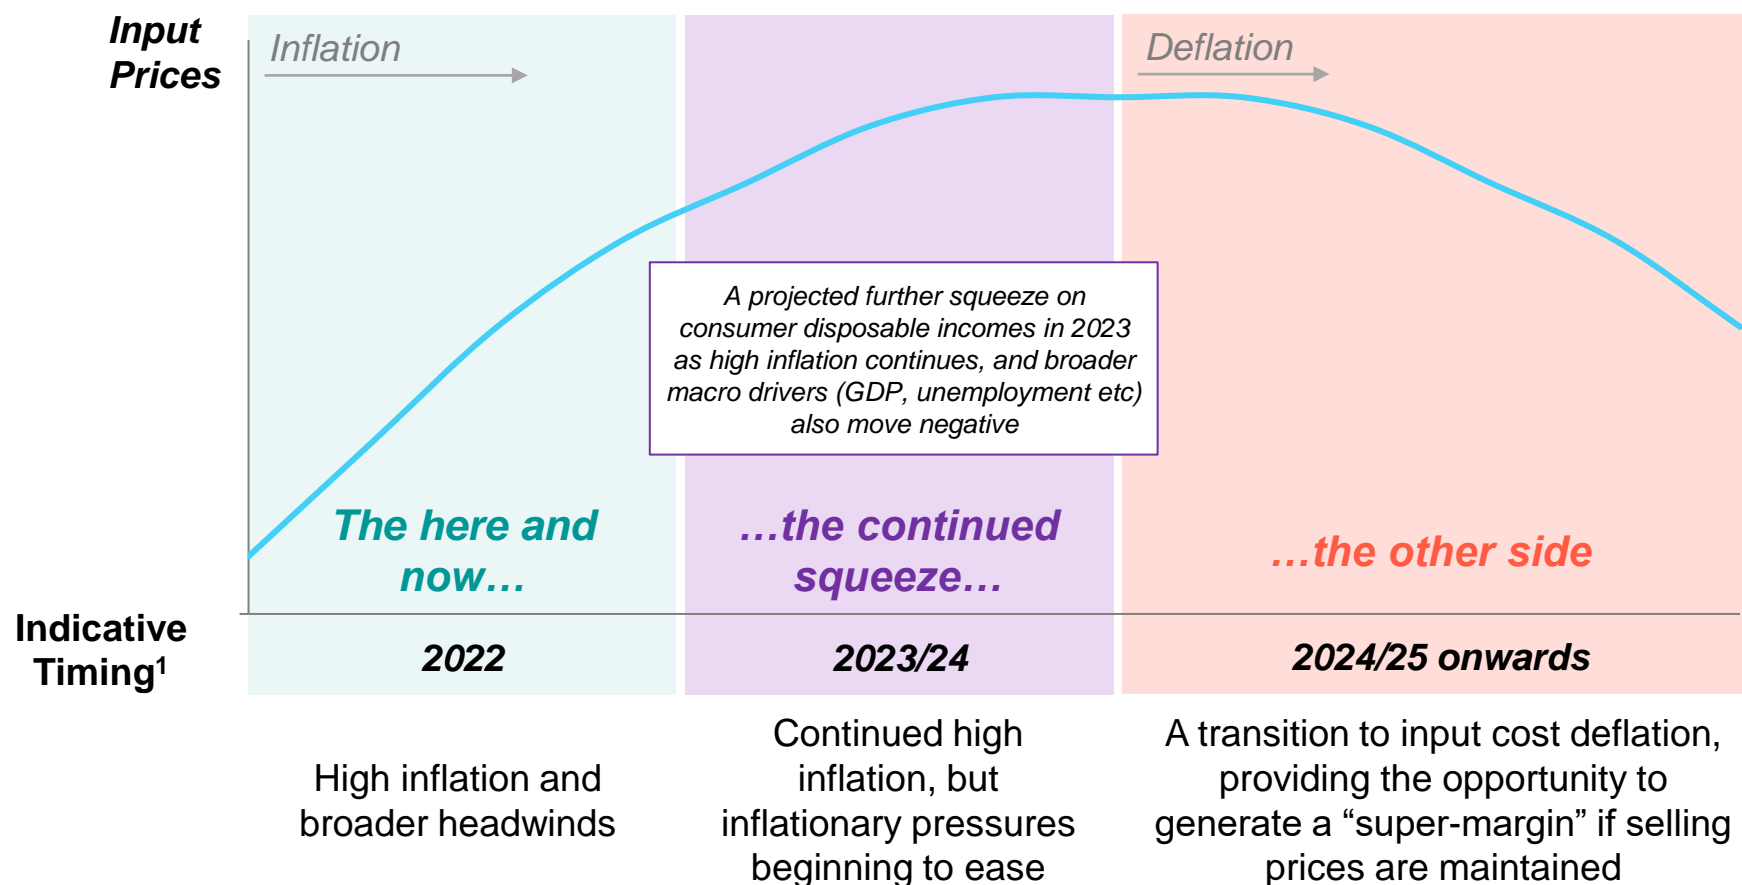 Input
Prices
Inflation
Deflation
A projected further squeeze on
consumer disposable incomes in 2023
as high inflation continues, and broader
macro drivers (GDP, unemployment etc)
also move negative
The here and
now…
…the continued
squeeze…
…the other side
Indicative
Timing¹
2022
2023/24
2024/25 onwards
High inflation and
broader headwinds
Continued high
inflation, but
inflationary pressures
beginning to ease
A transition to input cost deflation,
providing the opportunity to
generate a “super-margin” if selling
prices are maintained